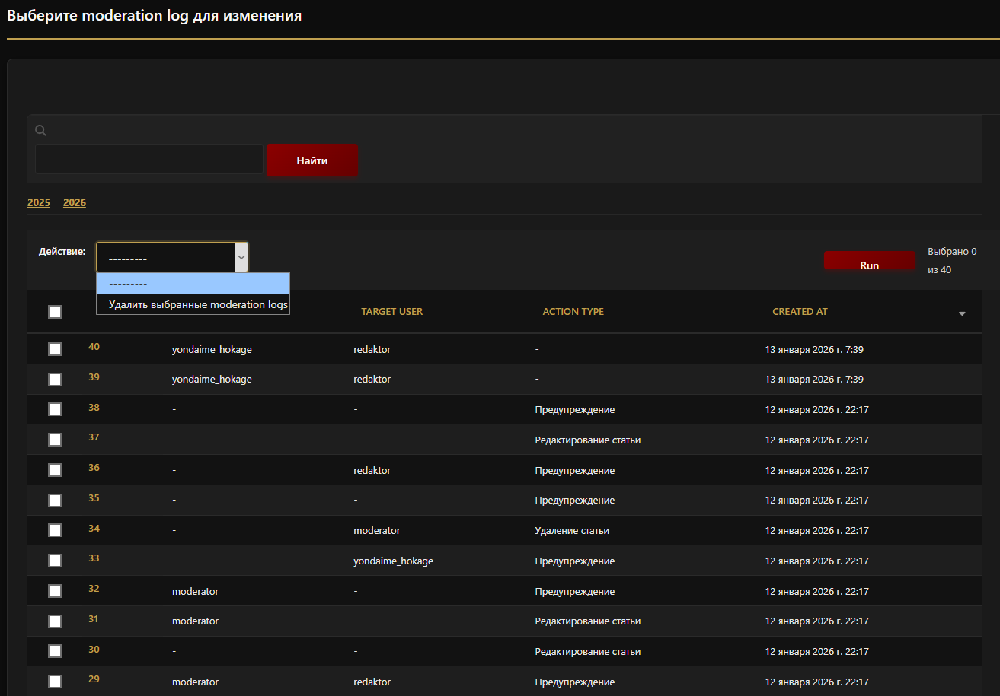 Выберите moderation log для изменения
Найти
2025 2026
Действие: --------- Run Выбрано 0
из 40
---------
Удалить выбранные moderation logs
TARGET USER ACTION TYPE CREATED AT
40 yondaime_hokage redaktor - 13 января 2026 г. 7:39
39 yondaime_hokage redaktor - 13 января 2026 г. 7:39
38 - - Предупреждение 12 января 2026 г. 22:17
37 - - Редактирование статьи 12 января 2026 г. 22:17
36 - redaktor Предупреждение 12 января 2026 г. 22:17
35 - - Предупреждение 12 января 2026 г. 22:17
34 - moderator Удаление статьи 12 января 2026 г. 22:17
33 - yondaime_hokage Предупреждение 12 января 2026 г. 22:17
32 moderator - Предупреждение 12 января 2026 г. 22:17
31 moderator - Редактирование статьи 12 января 2026 г. 22:17
30 - - Редактирование статьи 12 января 2026 г. 22:17
29 moderator redaktor Предупреждение 12 января 2026 г. 22:17